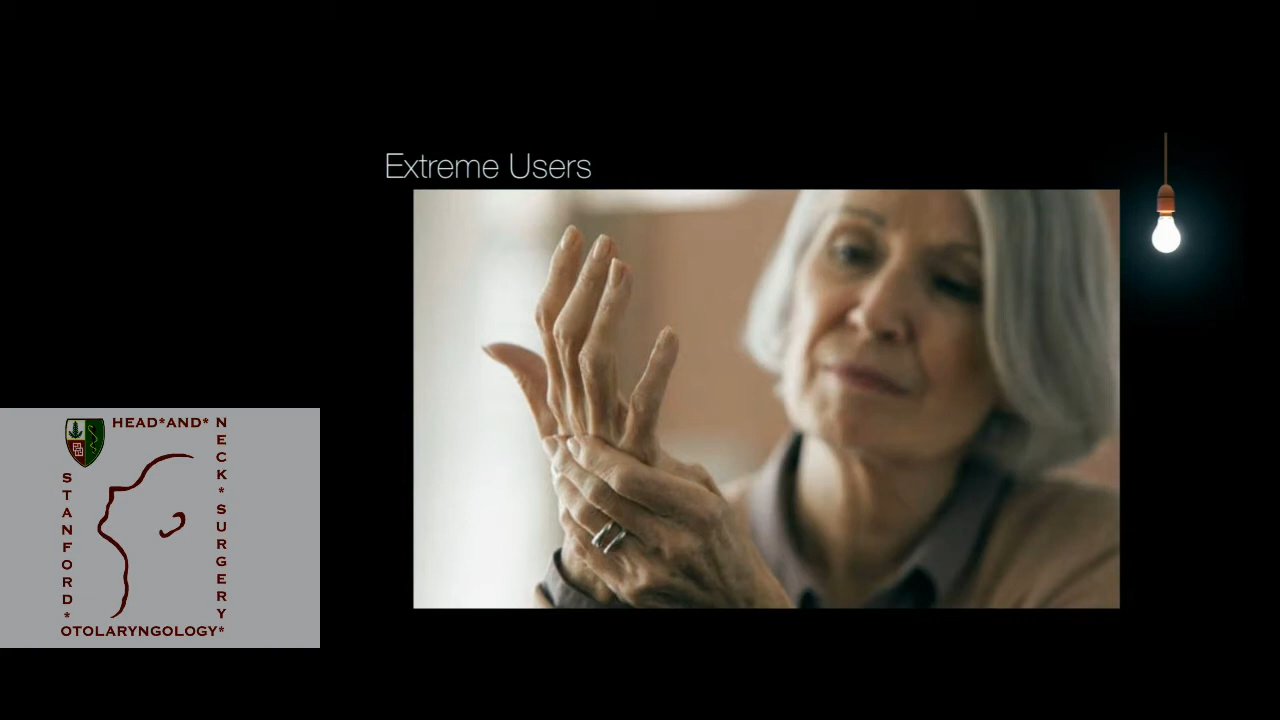 Extreme Users
HEAD*AND*
NECK*SURGERY
STANFORD*
OTOLARYNGOLOGY*